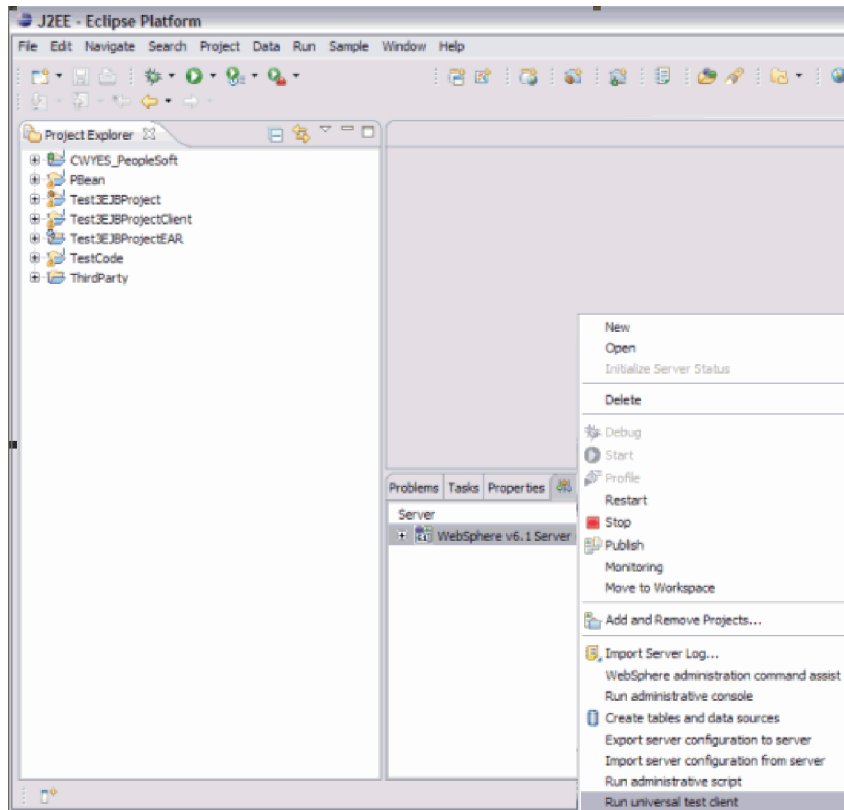 J2EE - Eclipse Platform
File Edit Navigate Search Project Data Run Sample Window Help
Project Explorer
CWYES_PeopleSoft
PBean
Test3EJBProject
Test3EJBProjectClient
Test3EJBProjectEAR
TestCode
ThirdParty
Problems Tasks Properties
Server
WebSphere v6.1 Server
New
Open
Initialize Server Status
Delete
Debug
Start
Profile
Restart
Stop
Publish
Monitoring
Move to Workspace
Add and Remove Projects...
Import Server Log...
WebSphere administration command assist
Run administrative console
Create tables and data sources
Export server configuration to server
Import server configuration from server
Run administrative script
Run universal test client